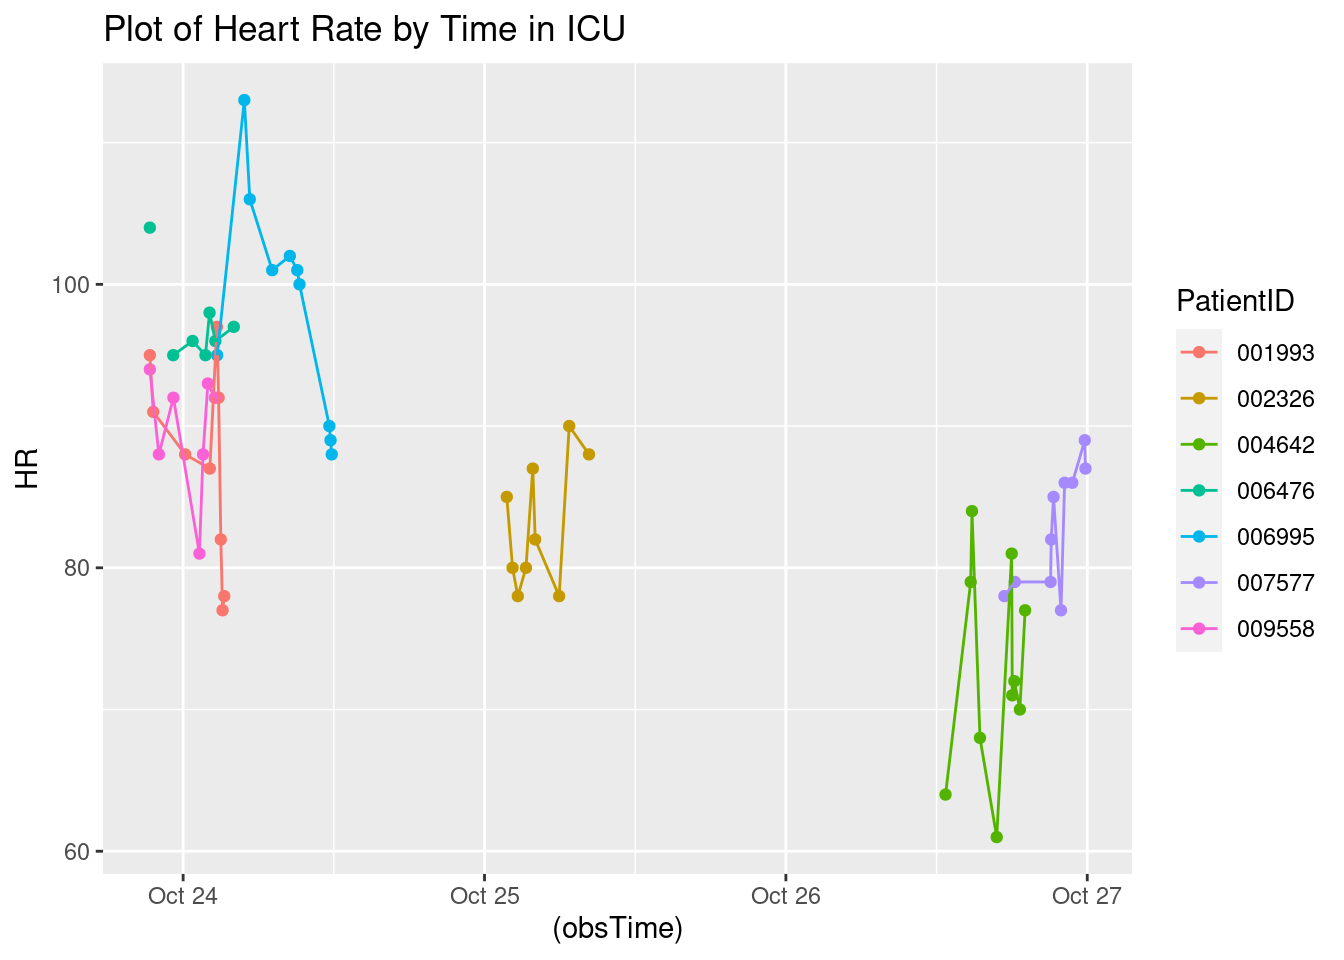 Plot of Heart Rate by Time in ICU
HR
100
80
60
Oct 24
Oct 25
Oct 26
Oct 27
(obsTime)
PatientID
001993
002326
004642
006476
006995
007577
009558